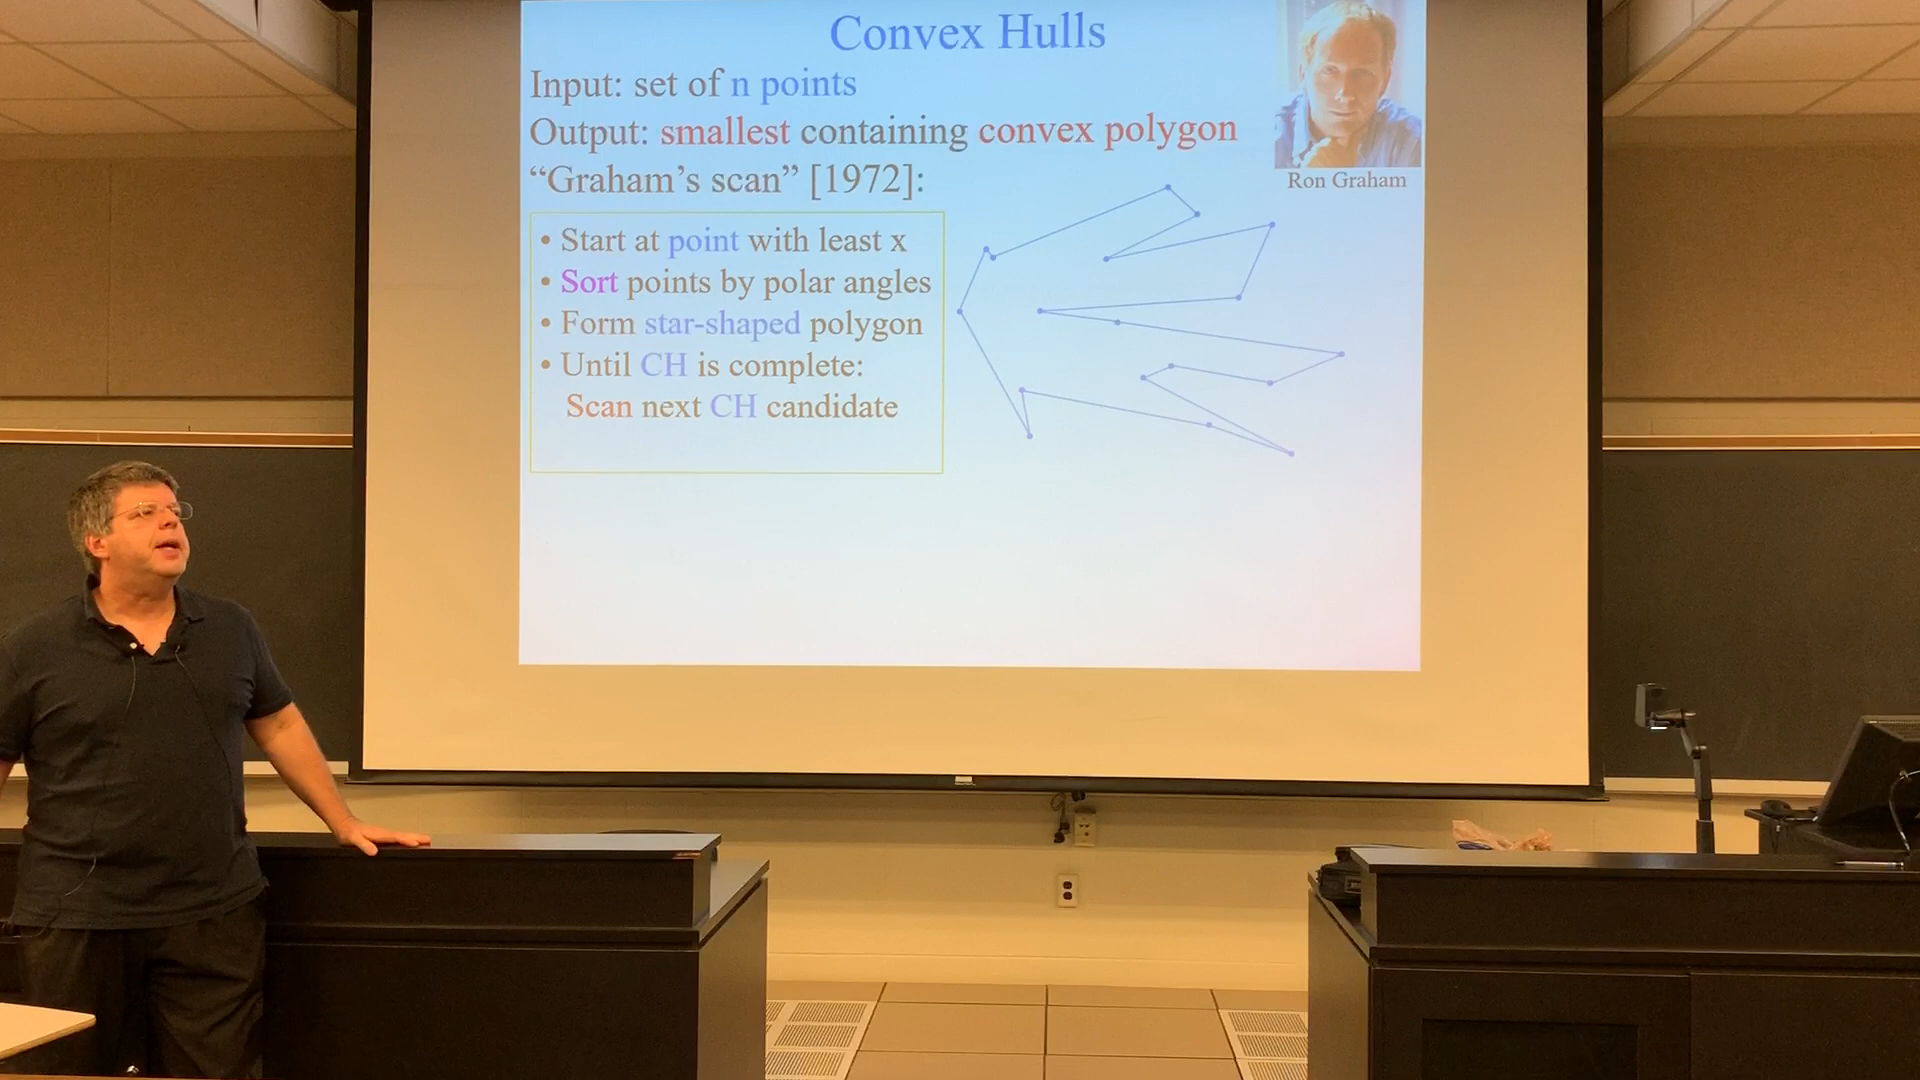 Convex Hulls
Input: set of n points
Output: smallest containing convex polygon
“Graham’s scan” [1972]:
Ron Graham
• Start at point with least x
• Sort points by polar angles
• Form star-shaped polygon
• Until CH is complete:
Scan next CH candidate